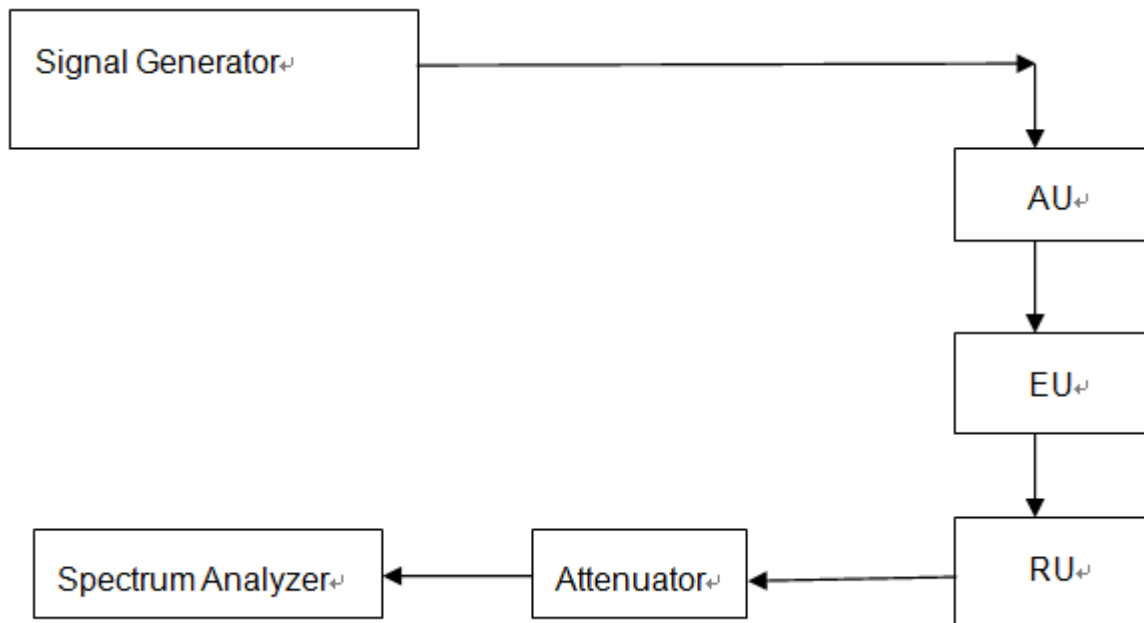 Signal Generator
AU
EU
RU
Attenuator
Spectrum Analyzer